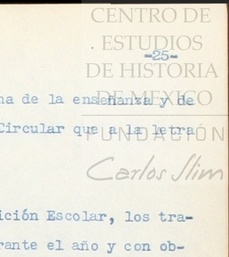 CENTRO DE
ESTUDIOS
-25-
DE HISTORIA
DE MEXICO
na de la enseñanza y de
Circular que a la letra
FUNDACIÓN
Carlos Slim
ición Escolar, los tra-
rante el año y con ob-